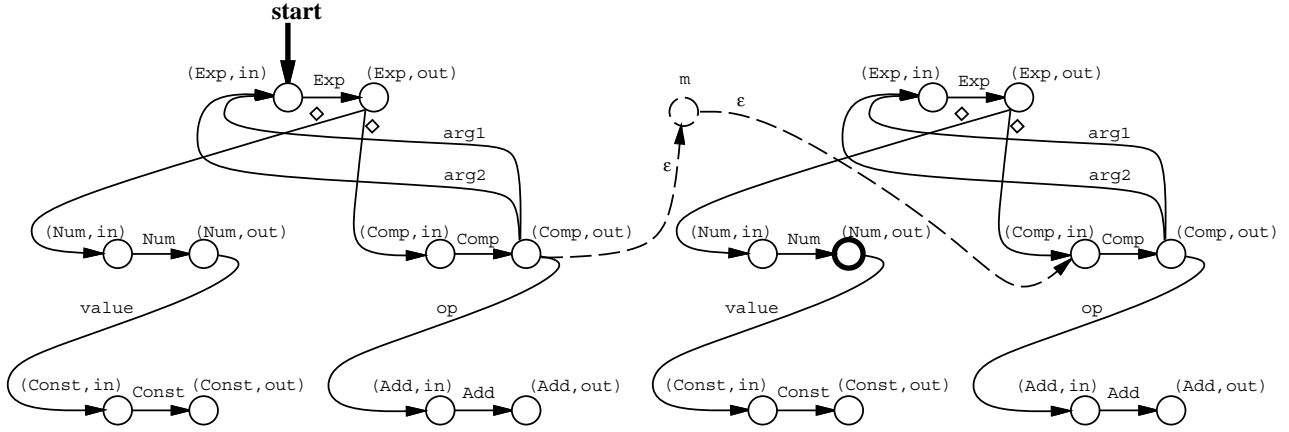 start
(Exp,in) Exp (Exp,out) m ε (Exp,in) Exp (Exp,out)
◇ ◇ ◇ ◇
arg1 arg1
ε
arg2 arg2
(Num,in) Num (Num,out) (Comp,in) Comp (Comp,out) (Num,in) Num (Num,out) (Comp,in) Comp (Comp,out)
value op value op
(Const,in) Const (Const,out) (Add,in) Add (Add,out) (Const,in) Const (Const,out) (Add,in) Add (Add,out)